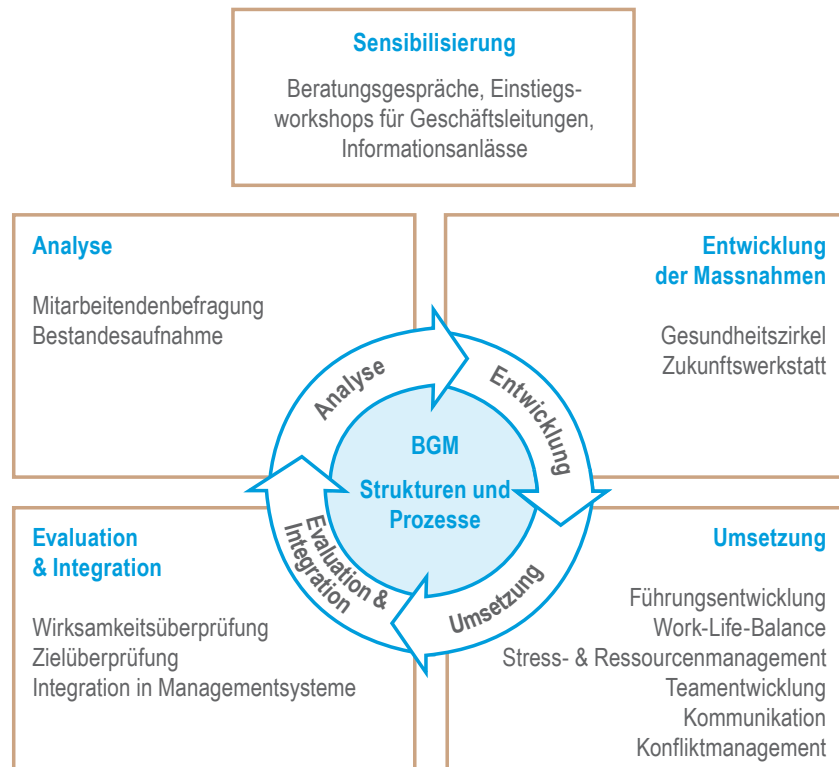 Sensibilisierung
Beratungsgespräche, Einstiegs-
workshops für Geschäftsleitungen,
Informationsanlässe
Analyse
Mitarbeitendenbefragung
Bestandesaufnahme
Entwicklung
der Massnahmen
Gesundheitszirkel
Zukunftswerkstatt
Analyse
Entwicklung
BGM
Strukturen und
Prozesse
Evaluation &
Integration
Umsetzung
Evaluation
& Integration
Wirksamkeitsüberprüfung
Zielüberprüfung
Integration in Managementsysteme
Umsetzung
Führungsentwicklung
Work-Life-Balance
Stress- & Ressourcenmanagement
Teamentwicklung
Kommunikation
Konfliktmanagement